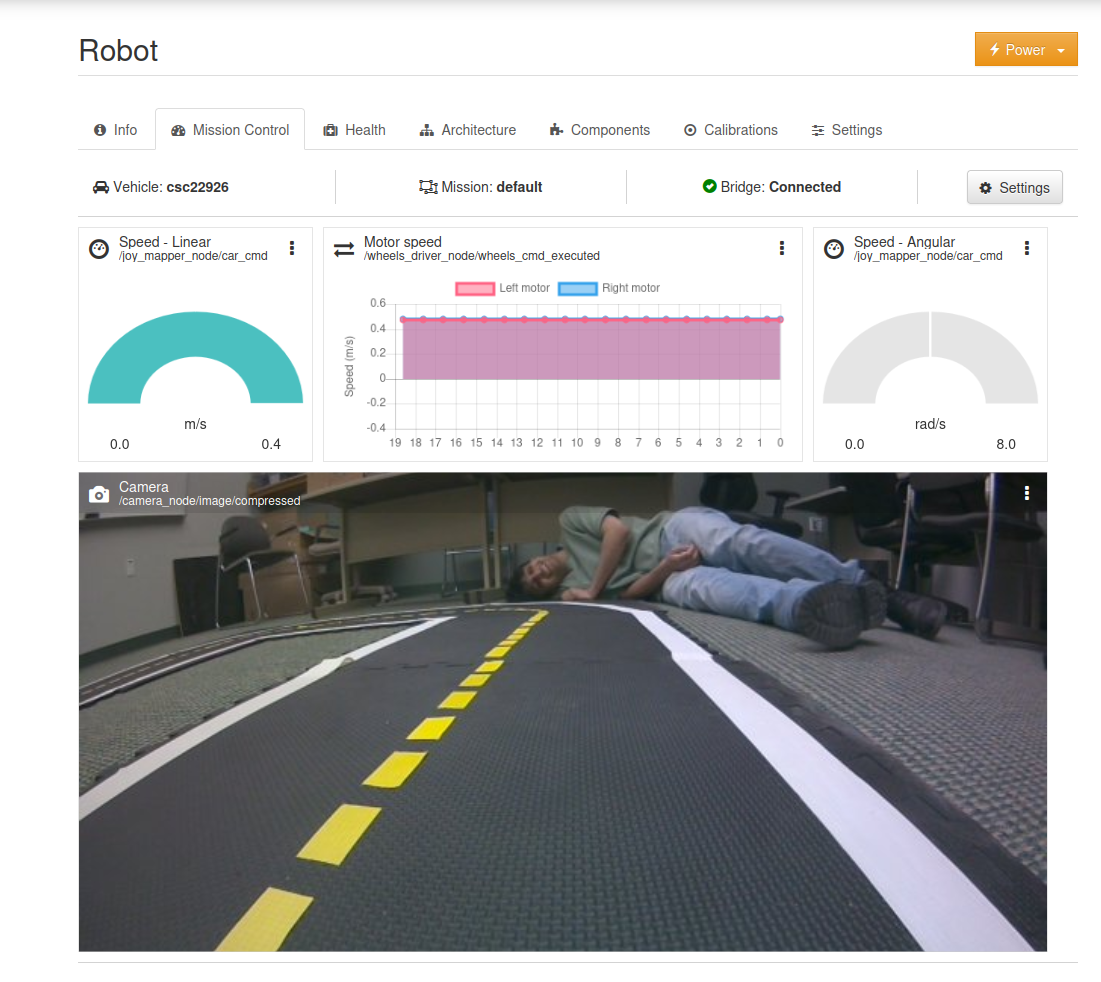 Robot
Power
Info
Mission Control
Health
Architecture
Components
Calibrations
Settings
Vehicle: csc22926
Mission: default
Bridge: Connected
Settings
Speed - Linear
/joy_mapper_node/car_cmd
m/s
0.0 0.4
Motor speed
/wheels_driver_node/wheels_cmd_executed
Left motor Right motor
Speed (m/s)
0.6
0.4
0.2
0
-0.2
-0.4
19 18 17 16 15 14 13 12 11 10 9 8 7 6 5 4 3 2 1 0
Speed - Angular
/joy_mapper_node/car_cmd
rad/s
0.0 8.0
Camera
/camera_node/image/compressed